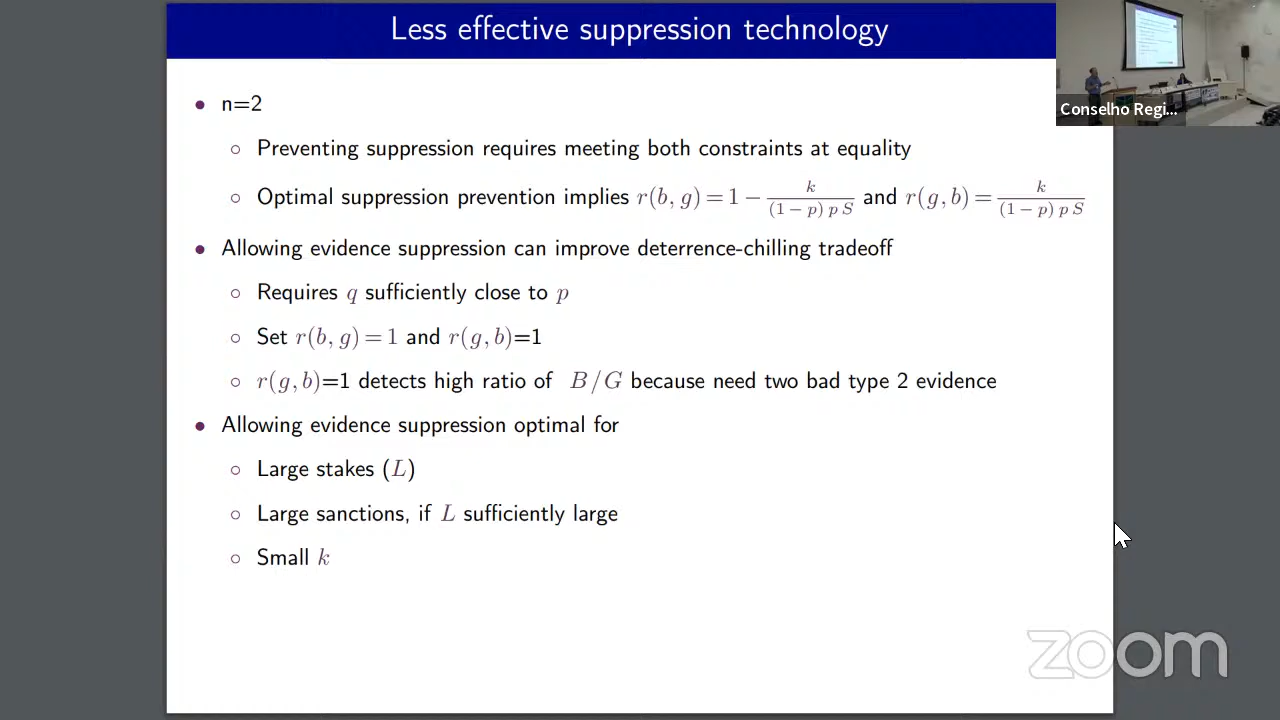 Less effective suppression technology
Conselho Regi...
• n=2
◦ Preventing suppression requires meeting both constraints at equality
◦ Optimal suppression prevention implies r(b, g) = 1 − k/((1 − p) p S) and r(g, b) = k/((1 − p) p S)
• Allowing evidence suppression can improve deterrence-chilling tradeoff
◦ Requires q sufficiently close to p
◦ Set r(b, g) = 1 and r(g, b)=1
◦ r(g, b)=1 detects high ratio of B/G because need two bad type 2 evidence
• Allowing evidence suppression optimal for
◦ Large stakes (L)
◦ Large sanctions, if L sufficiently large
◦ Small k
zoom